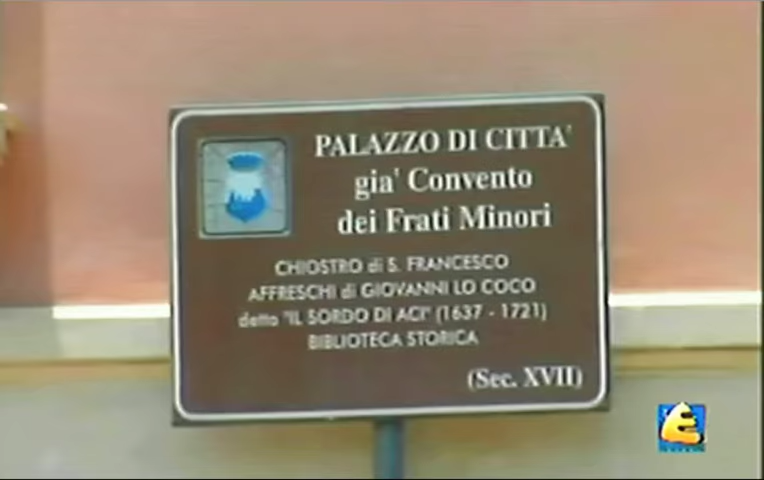 PALAZZO DI CITTA'
gia' Convento
dei Frati Minori
CHIOSTRO di S. FRANCESCO
AFFRESCHI di GIOVANNI LO COCO
detto "IL SORDO DI ACI" (1637 - 1721)
BIBLIOTECA STORICA
(Sec. XVII)
E